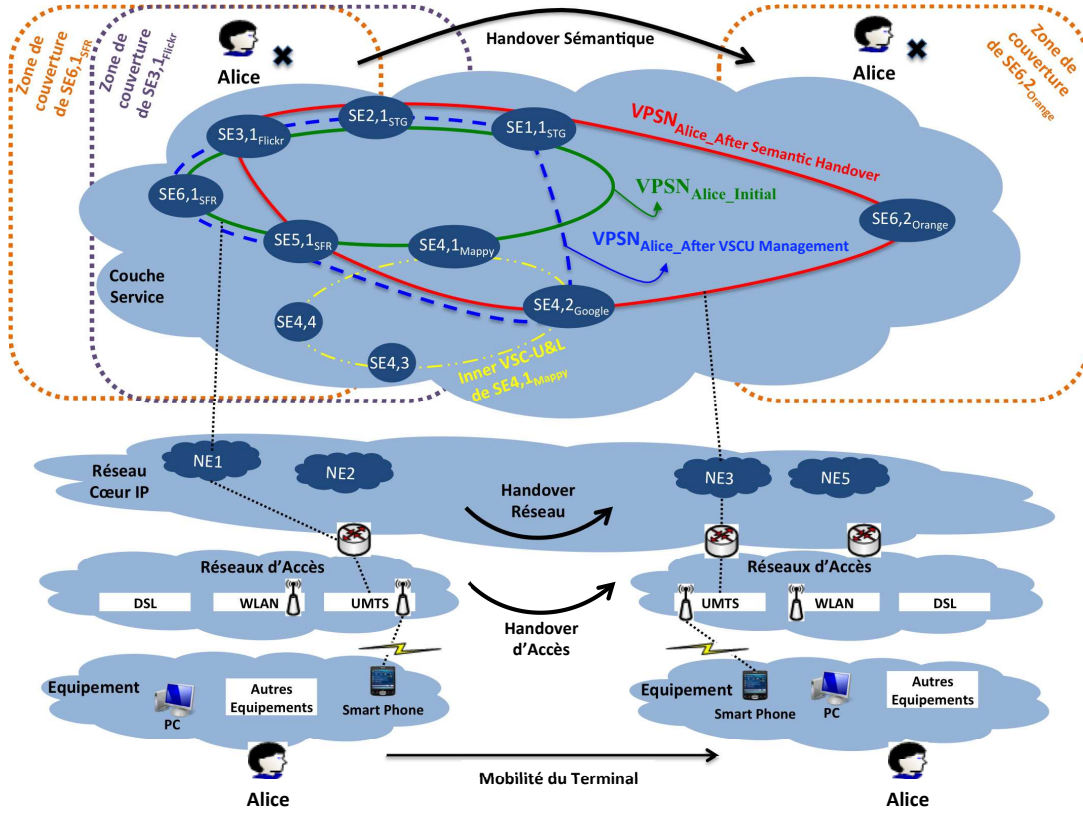 Zone de
couverture
de SE6,1SFR
Zone de
couverture
de SE3,1Flickr
Alice
Handover Sémantique
Alice
Zone de
couverture
de SE6,2Orange
SE2,1STG
SE3,1Flickr
SE1,1STG
VPSNAlice_After Semantic Handover
SE6,1SFR
VPSNAlice_Initial
SE6,2Orange
SE5,1SFR
SE4,1Mappy
VPSNAlice_After VSCU Management
Couche
Service
SE4,2Google
SE4,4
SE4,3
Inner VSC-U&L
de SE4,1Mappy
NE1
NE2
NE3
NE5
Réseau
Cœur IP
Handover
Réseau
Réseaux d'Accès
Réseaux d'Accès
DSL
WLAN
UMTS
UMTS
WLAN
DSL
Handover
d'Accès
Equipement
PC
Autres
Equipements
Smart Phone
Equipement
Smart Phone
PC
Autres
Equipements
Mobilité du Terminal
Alice
Alice